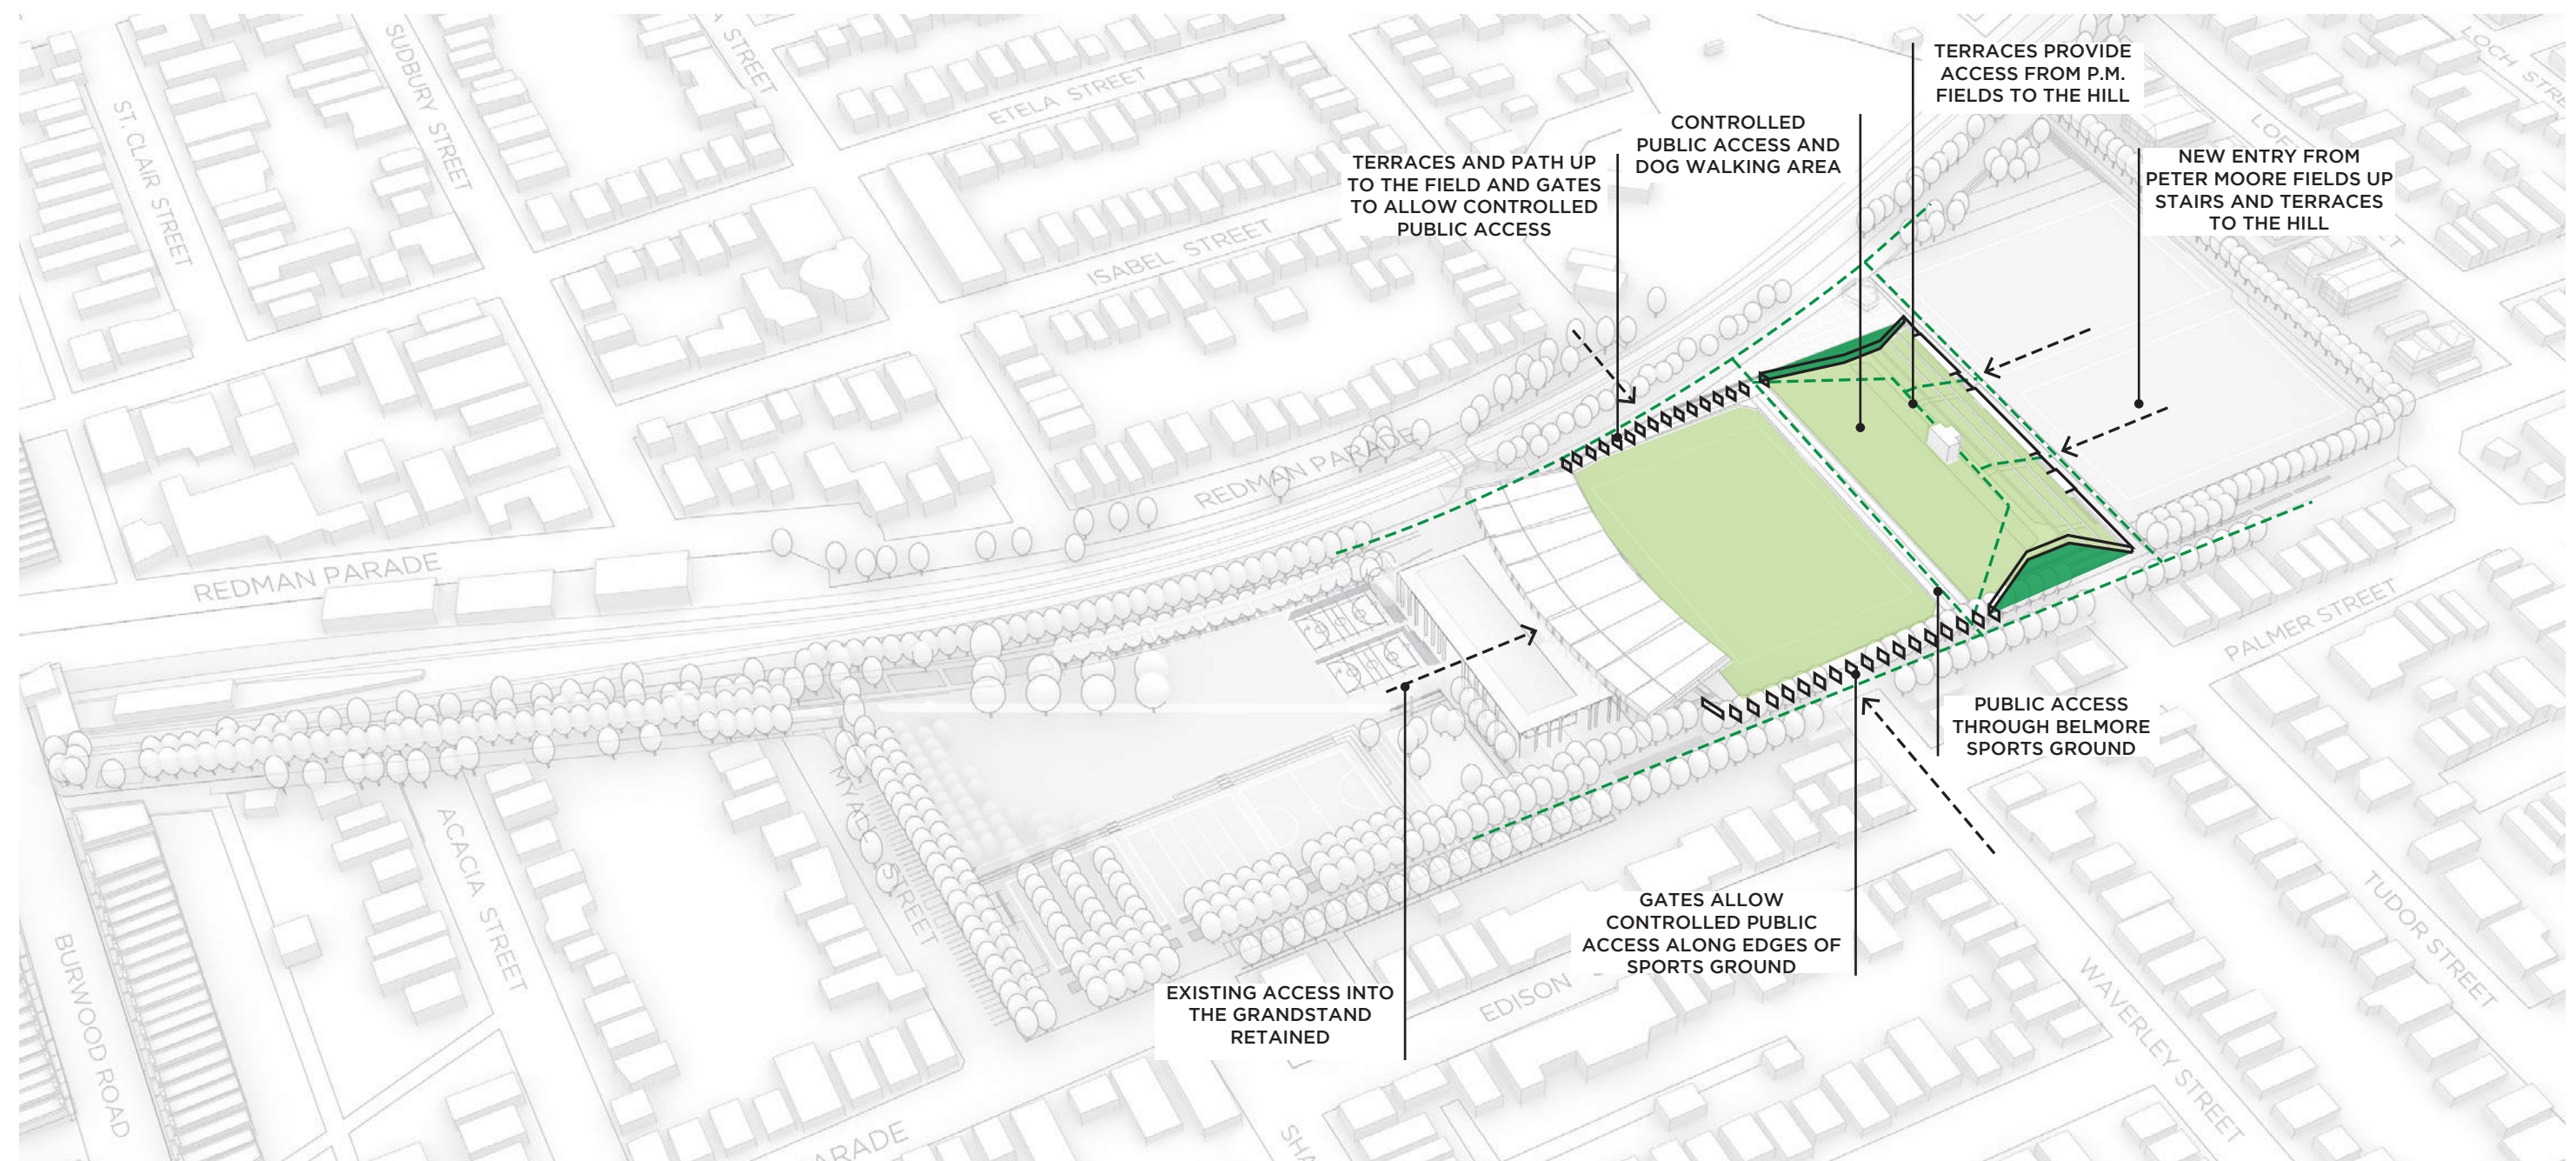 TERRACES PROVIDE
ACCESS FROM P.M.
FIELDS TO THE HILL
CONTROLLED
PUBLIC ACCESS AND
DOG WALKING AREA
TERRACES AND PATH UP
TO THE FIELD AND GATES
TO ALLOW CONTROLLED
PUBLIC ACCESS
NEW ENTRY FROM
PETER MOORE FIELDS UP
STAIRS AND TERRACES
TO THE HILL
ST. CLAIR STREET
SUDBURY STREET
STREET
ETELA STREET
ISABEL STREET
REDMAN PARADE
REDMAN PARADE
PALMER STREET
PUBLIC ACCESS
THROUGH BELMORE
SPORTS GROUND
GATES ALLOW
CONTROLLED PUBLIC
ACCESS ALONG EDGES OF
SPORTS GROUND
EXISTING ACCESS INTO
THE GRANDSTAND
RETAINED
BURWOOD ROAD
ACACIA STREET
STREET
EDISON
WAVERLEY STREET
TUDOR STREET
LOCH